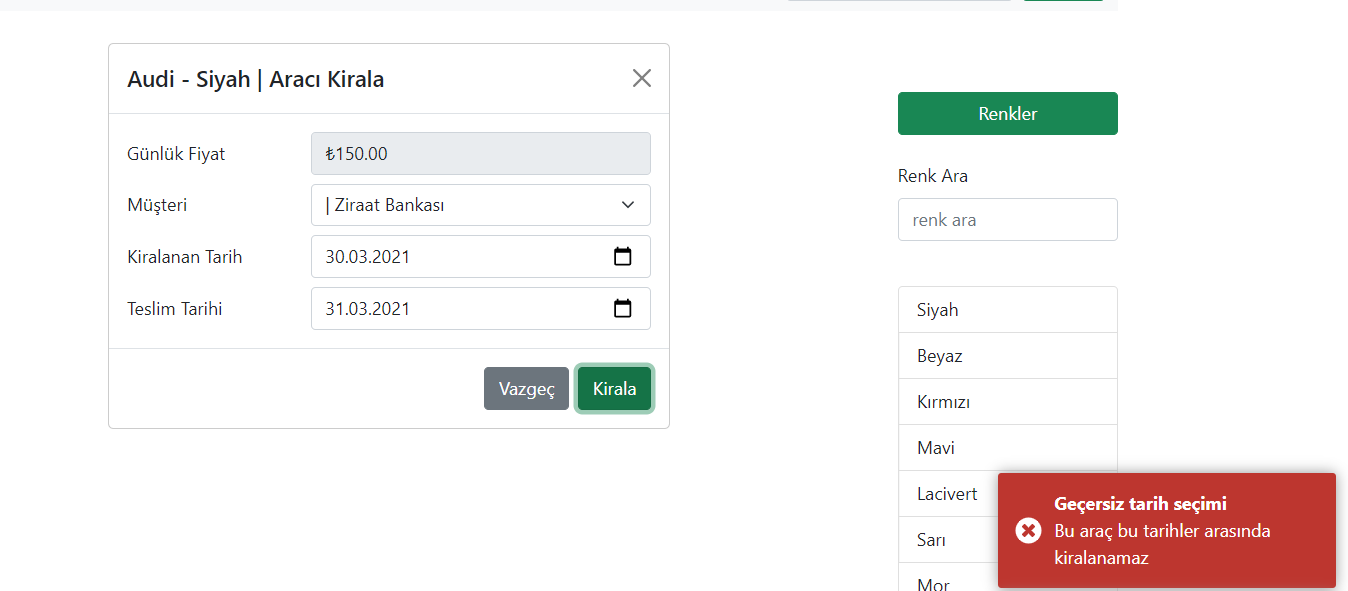 Audi - Siyah | Aracı Kirala
Günlük Fiyat
₺150.00
Müşteri
| Ziraat Bankası
Kiralanan Tarih
30.03.2021
Teslim Tarihi
31.03.2021
Vazgeç
Kirala
Renkler
Renk Ara
renk ara
Siyah
Beyaz
Kırmızı
Mavi
Lacivert
Sarı
Mor
Geçersiz tarih seçimi
Bu araç bu tarihler arasında
kiralanamaz